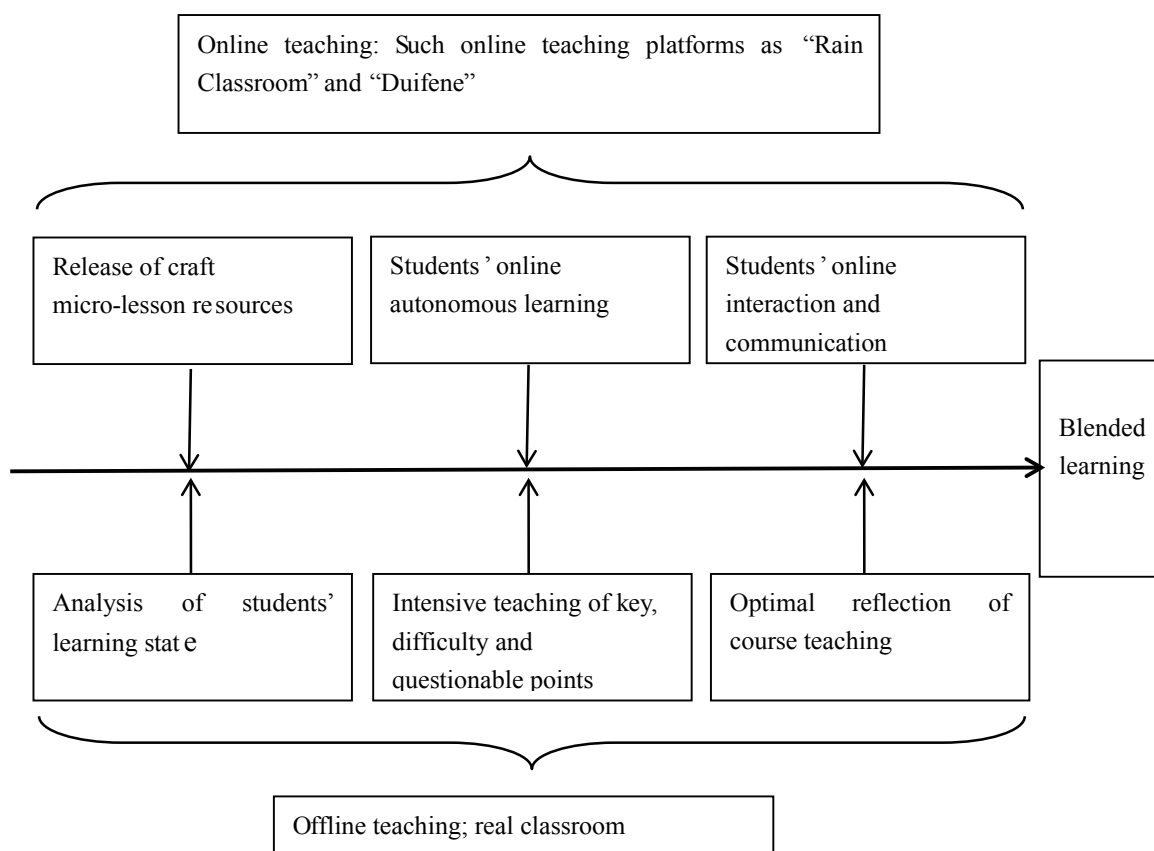 Online teaching: Such online teaching platforms as “Rain
Classroom” and “Duifene”
Release of craft
micro-lesson resources
Students’ online
autonomous learning
Students’ online
interaction and
communication
Blended
learning
Analysis of students’
learning state
Intensive teaching of key,
difficulty and
questionable points
Optimal reflection of
course teaching
Offline teaching; real classroom